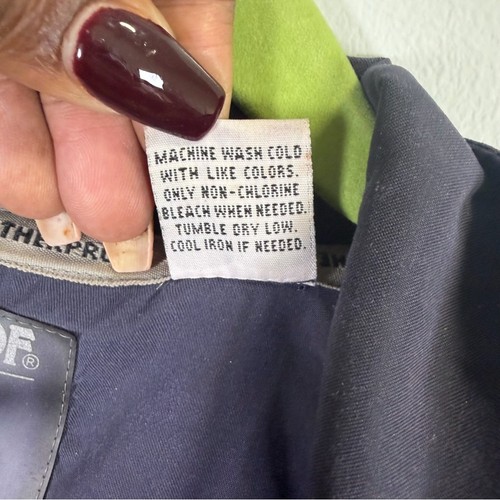 MACHINE WASH COLD
WITH LIKE COLORS.
ONLY NON-CHLORINE
BLEACH WHEN NEEDED.
TUMBLE DRY LOW.
COOL IRON IF NEEDED.
OF®